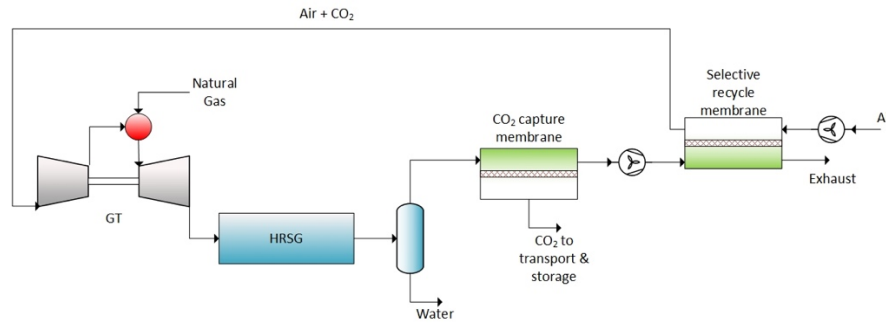 Air + CO₂
Natural
Gas
GT
HRSG
Water
CO₂ capture
membrane
CO₂ to
transport &
storage
Selective
recycle
membrane
A
Exhaust